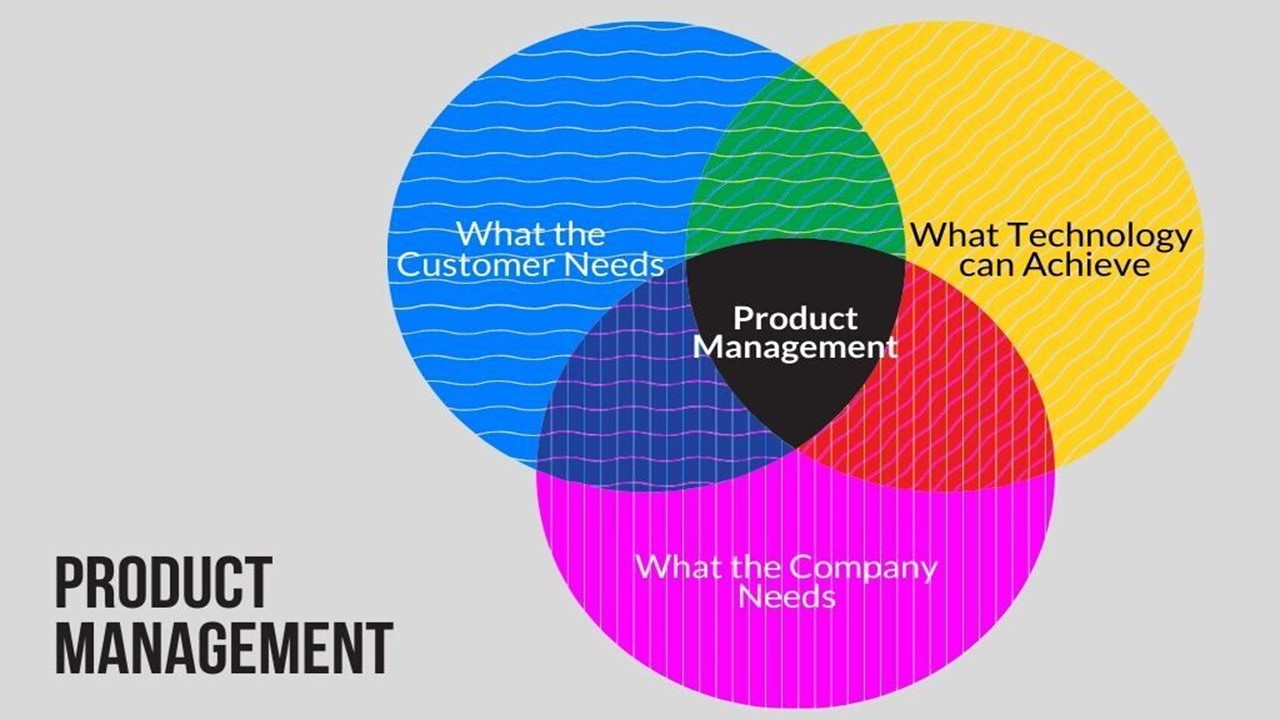 What the
Customer Needs
What Technology
can Achieve
Product
Management
What the Company
Needs
PRODUCT
MANAGEMENT